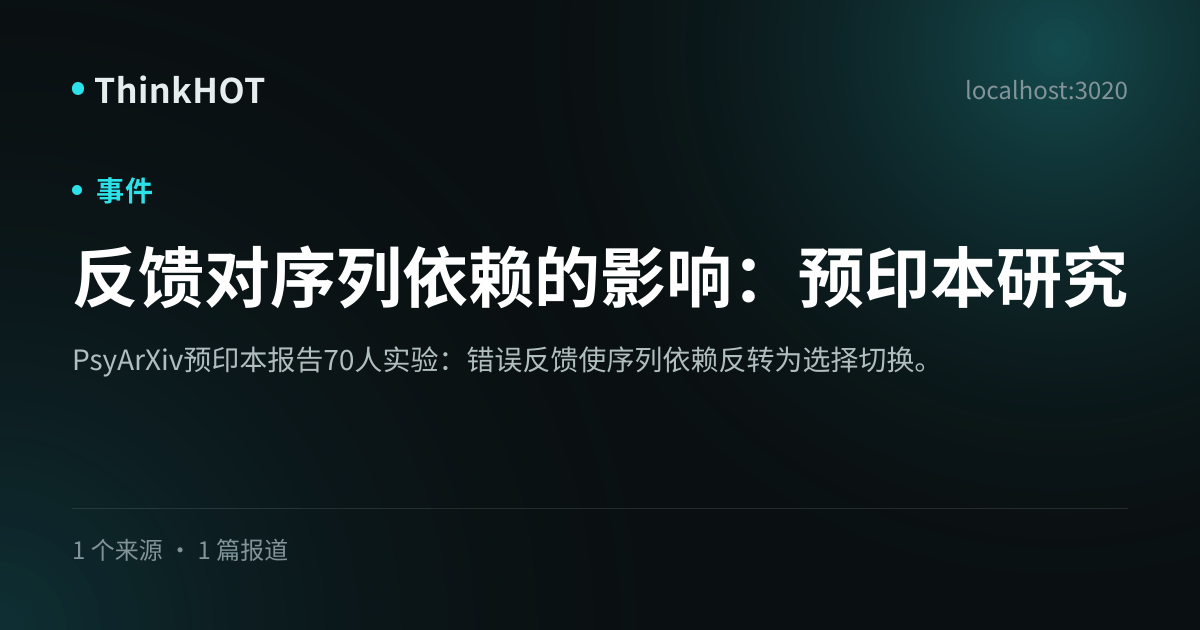 ThinkHOT
localhost:3020
事件
反馈对序列依赖的影响：预印本研究
PsyArXiv预印本报告70人实验：错误反馈使序列依赖反转为选择切换。
1 个来源 · 1 篇报道